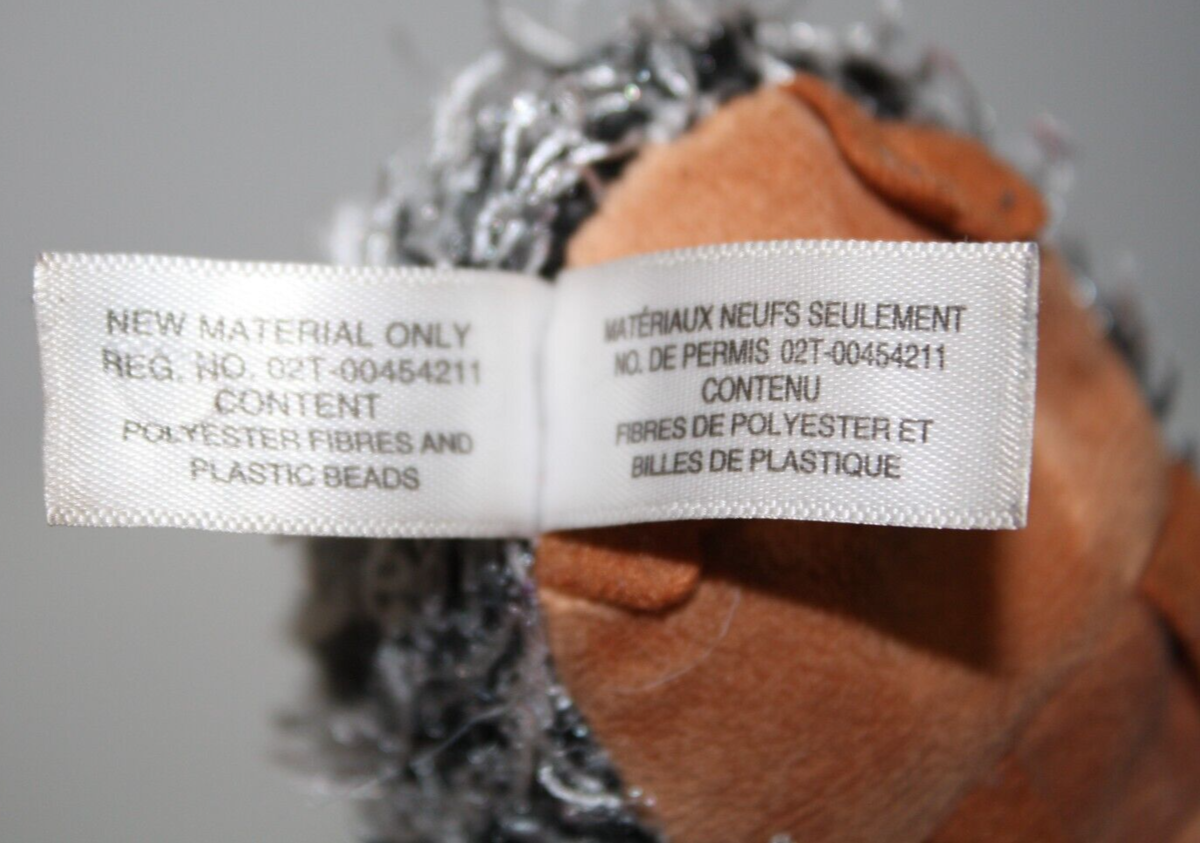 NEW MATERIAL ONLY
REG. NO. 02T-00454211
CONTENT
POLYESTER FIBRES AND
PLASTIC BEADS
MATÉRIAUX NEUFS SEULEMENT
NO. DE PERMIS 02T-00454211
CONTENU
FIBRES DE POLYESTER ET
BILLES DE PLASTIQUE